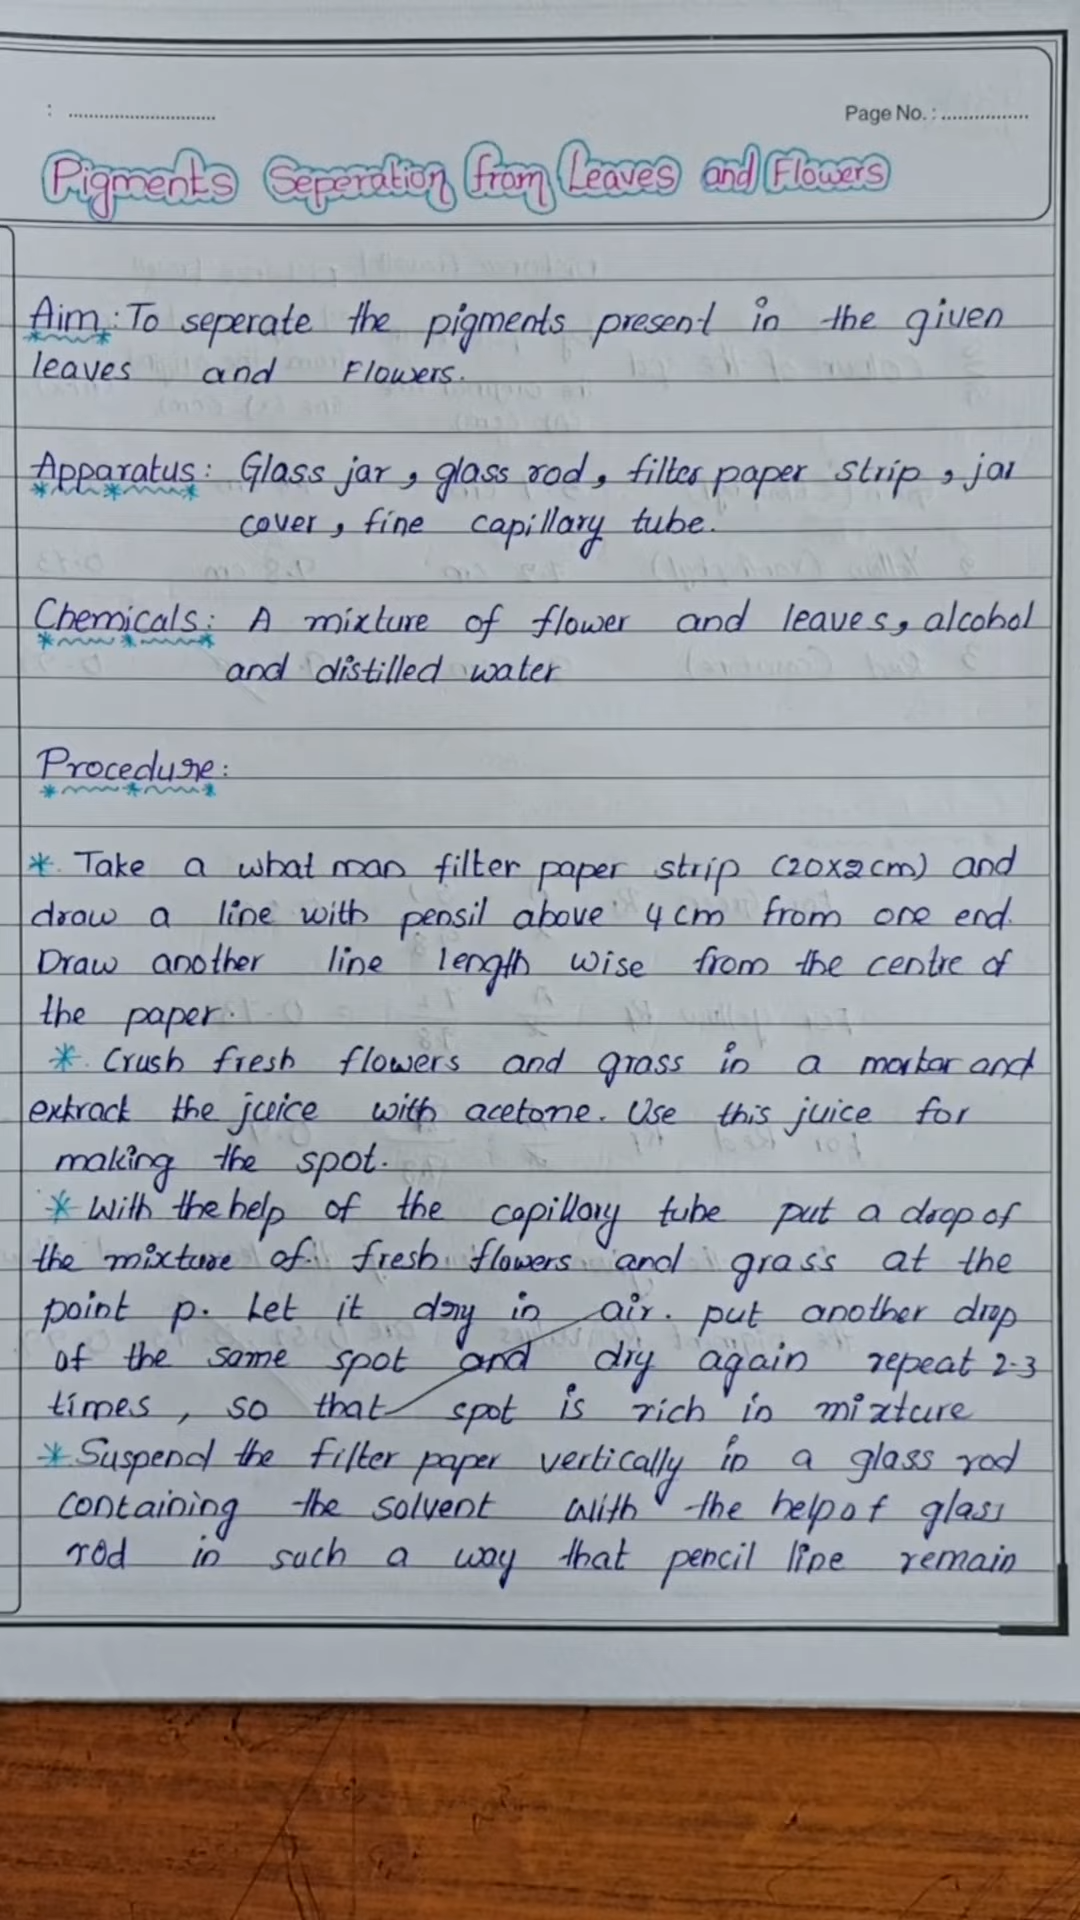 : ............................
Page No. : ................
Pigments Seperation from Leaves and Flowers
Aim : To seperate the pigments present in the given
leaves and Flowers.
Apparatus : Glass jar, glass rod, filter paper strip, jar
cover, fine capillary tube.
Chemicals : A mixture of flower and leaves, alcohol
and distilled water
Procedure :
* Take a what man filter paper strip (20x2cm) and
draw a line with pensil above 4 cm from one end.
Draw another line length wise from the centre of
the paper.
* Crush fresh flowers and grass in a mortar and
extrack the juice with acetone. Use this juice for
making the spot.
* With the help of the capillory tube put a drop of
the mixture of fresh flowers and grass at the
point p. Let it dry in air. put another drop
of the same spot and dry again repeat 2-3
times, so that spot is rich in mixture
* Suspend the filter paper vertically in a glass rod
containing the solvent with the help of glass
rod in such a way that pencil line remain